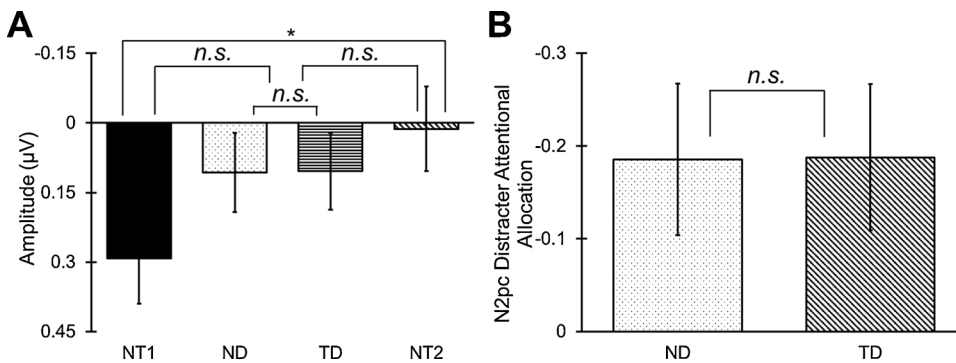 A
*
n.s.
n.s.
n.s.
-0.15
0
0.15
0.3
0.45
Amplitude (µV)
NT1 ND TD NT2
B
n.s.
-0.3
-0.2
-0.1
0
N2pc Distracter Attentional
Allocation
ND TD